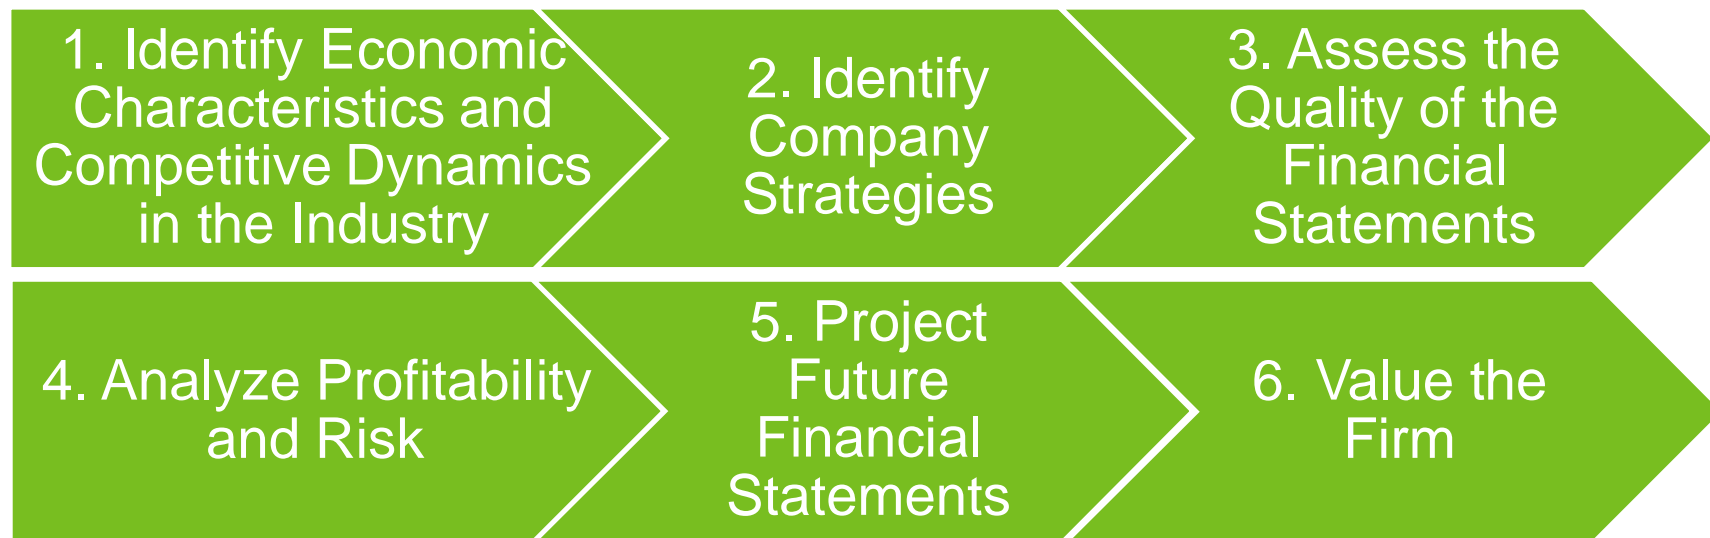 1. Identify Economic
Characteristics and
Competitive Dynamics
in the Industry
2. Identify
Company
Strategies
3. Assess the
Quality of the
Financial
Statements
4. Analyze Profitability
and Risk
5. Project
Future
Financial
Statements
6. Value the
Firm